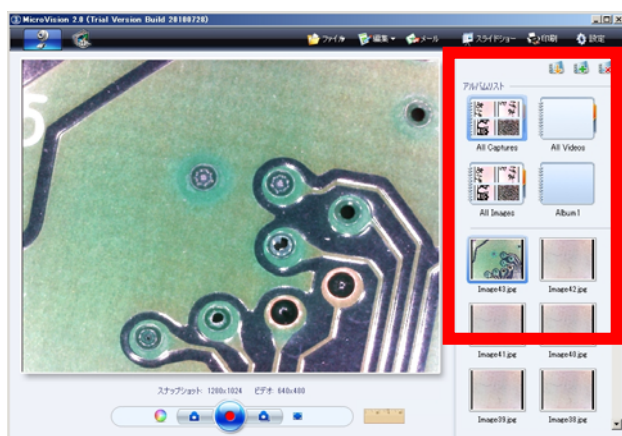 MicroVision 2.0 (Trial Version Build 20100720)
ファイル 編集 メール スライドショー 印刷 設定
アルバムリスト
All Captures All Videos
All Images Album1
Image43.jpg Image42.jpg
Image41.jpg Image40.jpg
Image39.jpg Image38.jpg
スナップショット: 1280x1024 ビデオ: 640x480
5